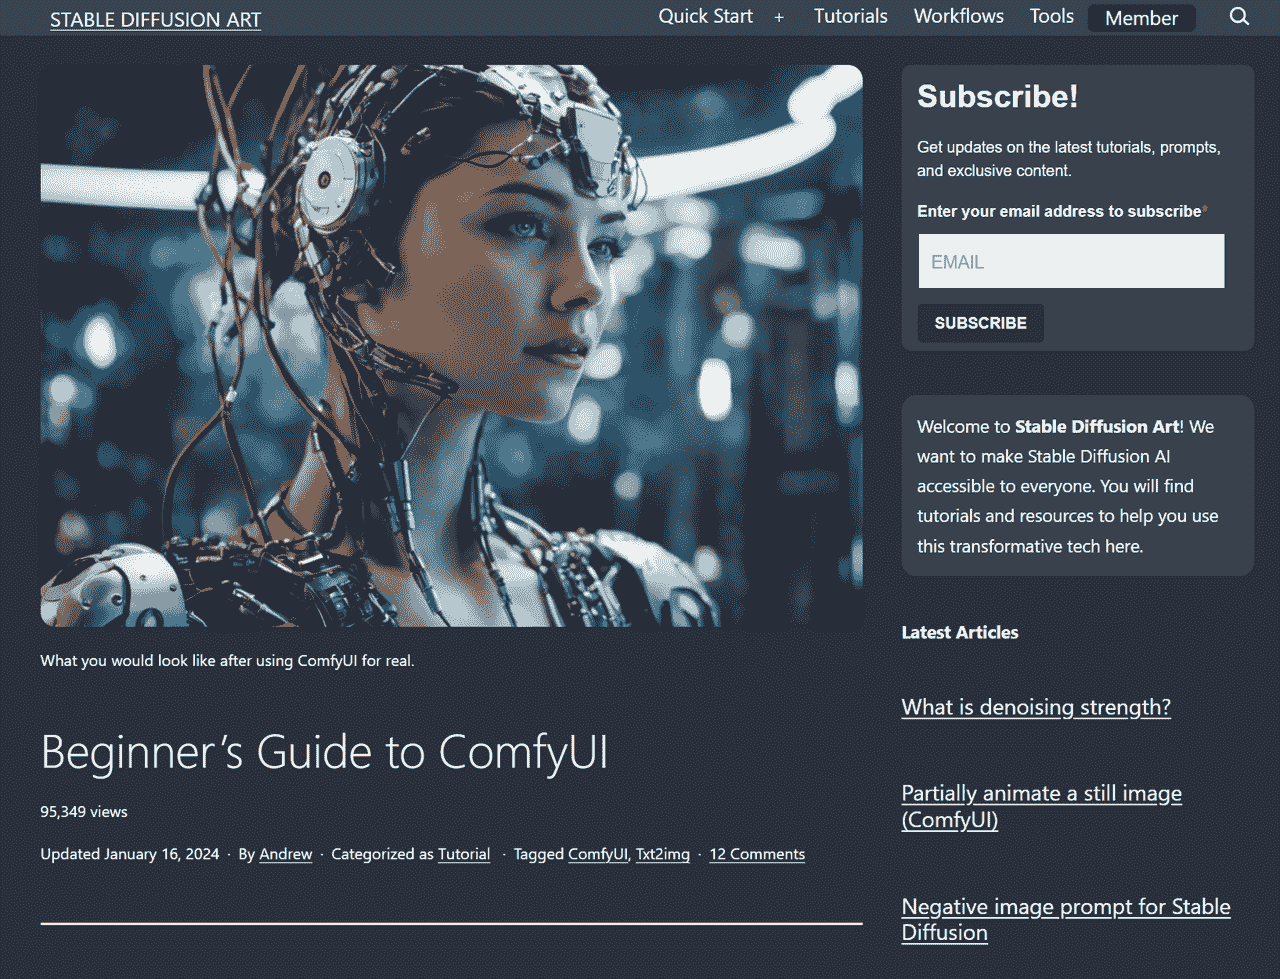 STABLE DIFFUSION ART
Quick Start + Tutorials Workflows Tools Member
What you would look like after using ComfyUI for real.
Beginner’s Guide to ComfyUI
95,349 views
Updated January 16, 2024 · By Andrew · Categorized as Tutorial · Tagged ComfyUI, Txt2img · 12 Comments
Subscribe!
Get updates on the latest tutorials, prompts,
and exclusive content.
Enter your email address to subscribe*
EMAIL
SUBSCRIBE
Welcome to Stable Diffusion Art! We
want to make Stable Diffusion AI
accessible to everyone. You will find
tutorials and resources to help you use
this transformative tech here.
Latest Articles
What is denoising strength?
Partially animate a still image
(ComfyUI)
Negative image prompt for Stable
Diffusion